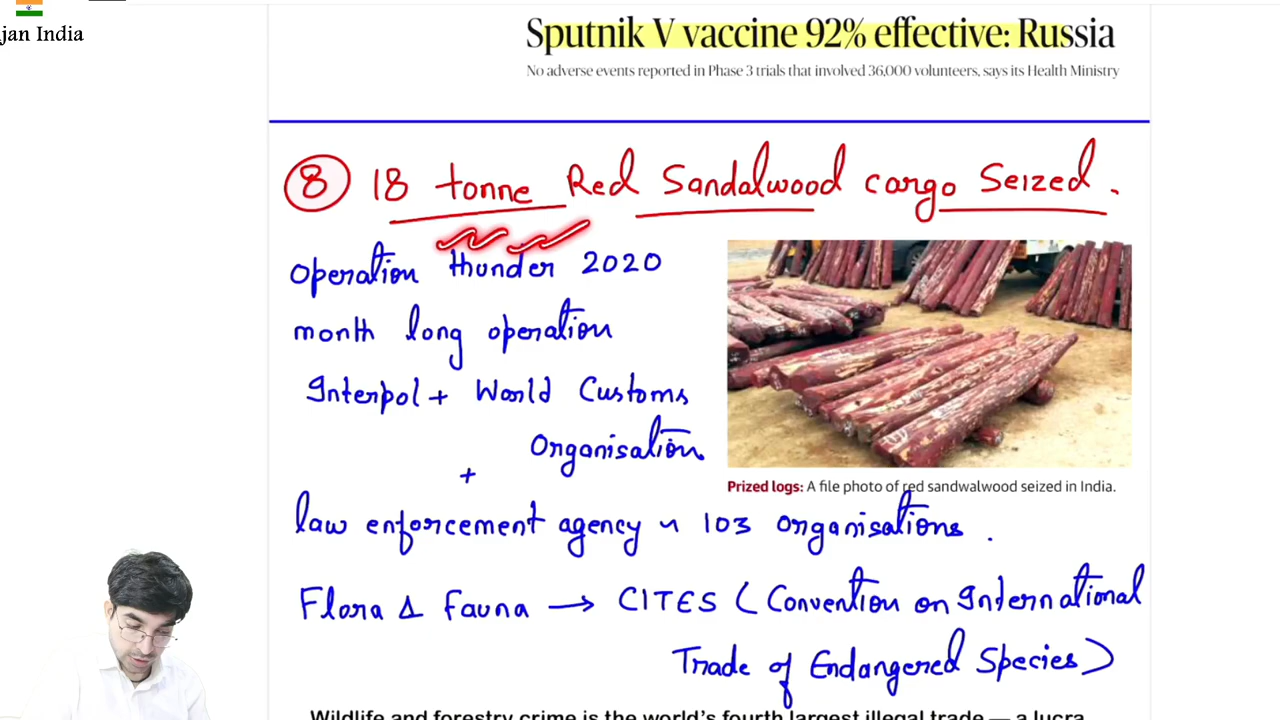 jan India
Sputnik V vaccine 92% effective: Russia
No adverse events reported in Phase 3 trials that involved 36,000 volunteers, says its Health Ministry
8 18 tonne Red Sandalwood cargo Seized.
Operation thunder 2020
month long operation
Interpol + World Customs
Organisation
+
law enforcement agency 103 Organisations.
Flora & Fauna → CITES (Convention on International
Trade of Endangered Species)
Prized logs: A file photo of red sandwalwood seized in India.
Wildlife and forestry crime is the world's fourth largest illegal trade — a lucra